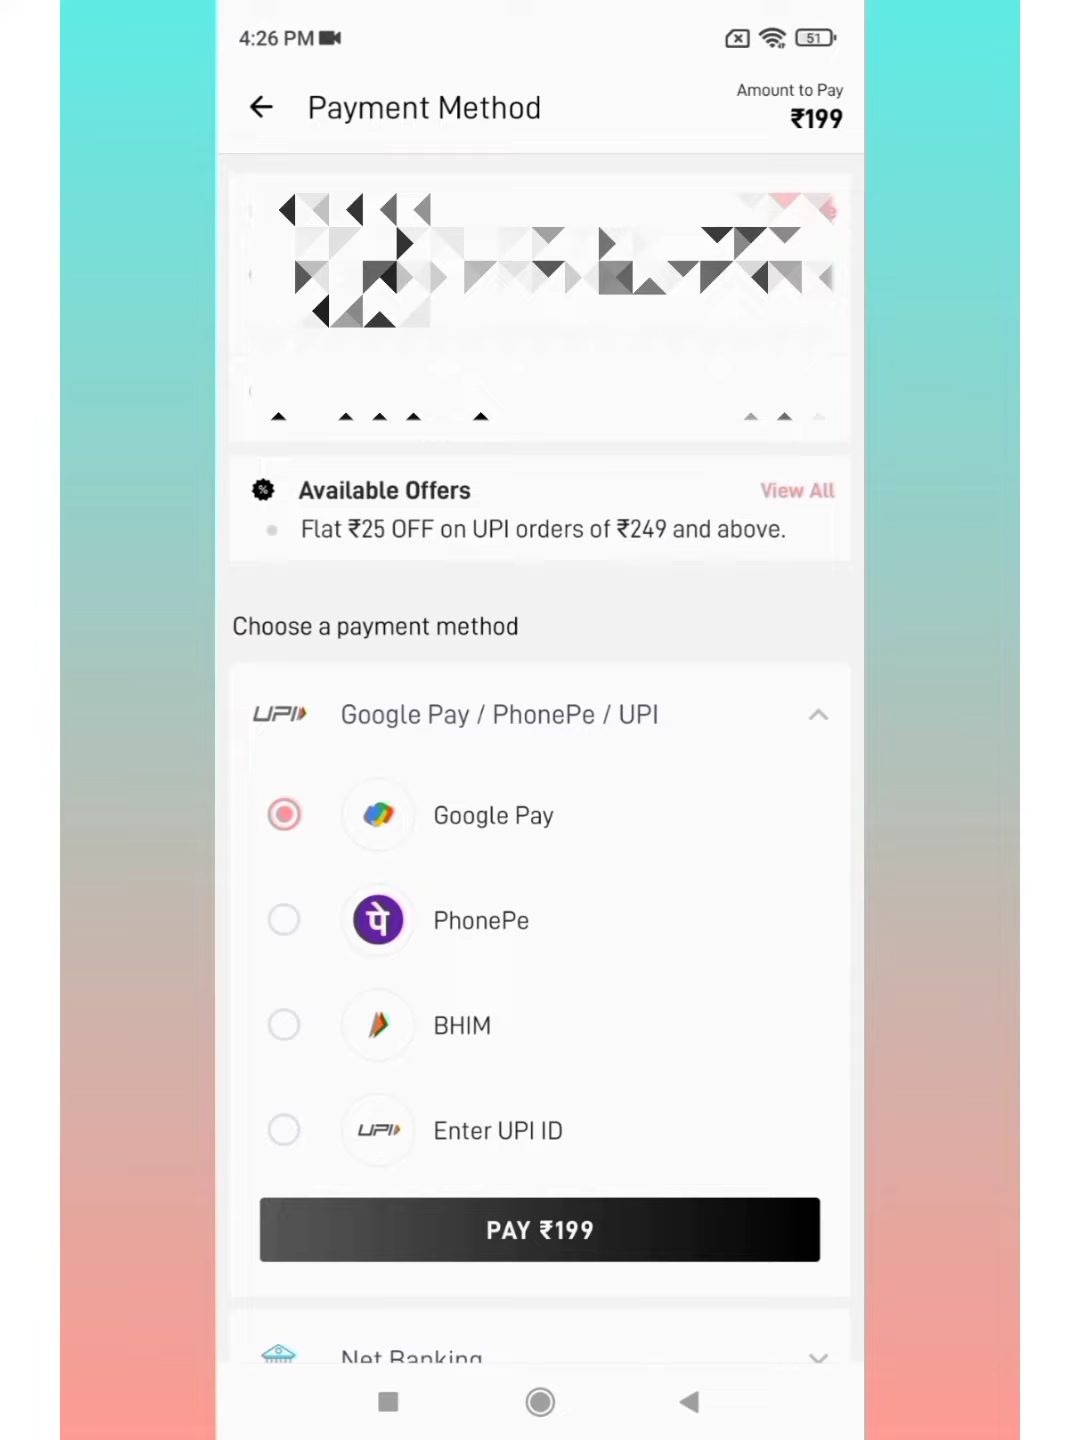 4:26 PM
51
Payment Method
Amount to Pay
₹199
Available Offers
View All
Flat ₹25 OFF on UPI orders of ₹249 and above.
Choose a payment method
UPI Google Pay / PhonePe / UPI
Google Pay
पे PhonePe
BHIM
UPI Enter UPI ID
PAY ₹199
Net Banking